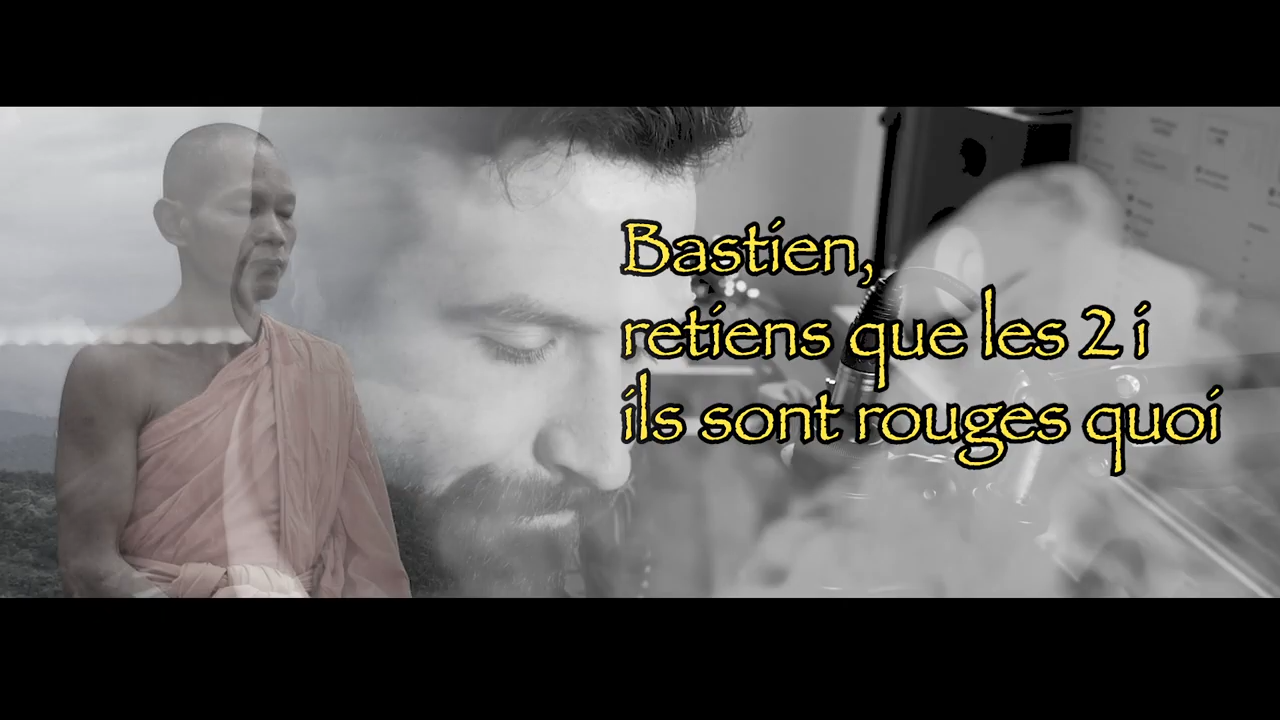 Bastien,
retiens que les 2 i
ils sont rouges quoi